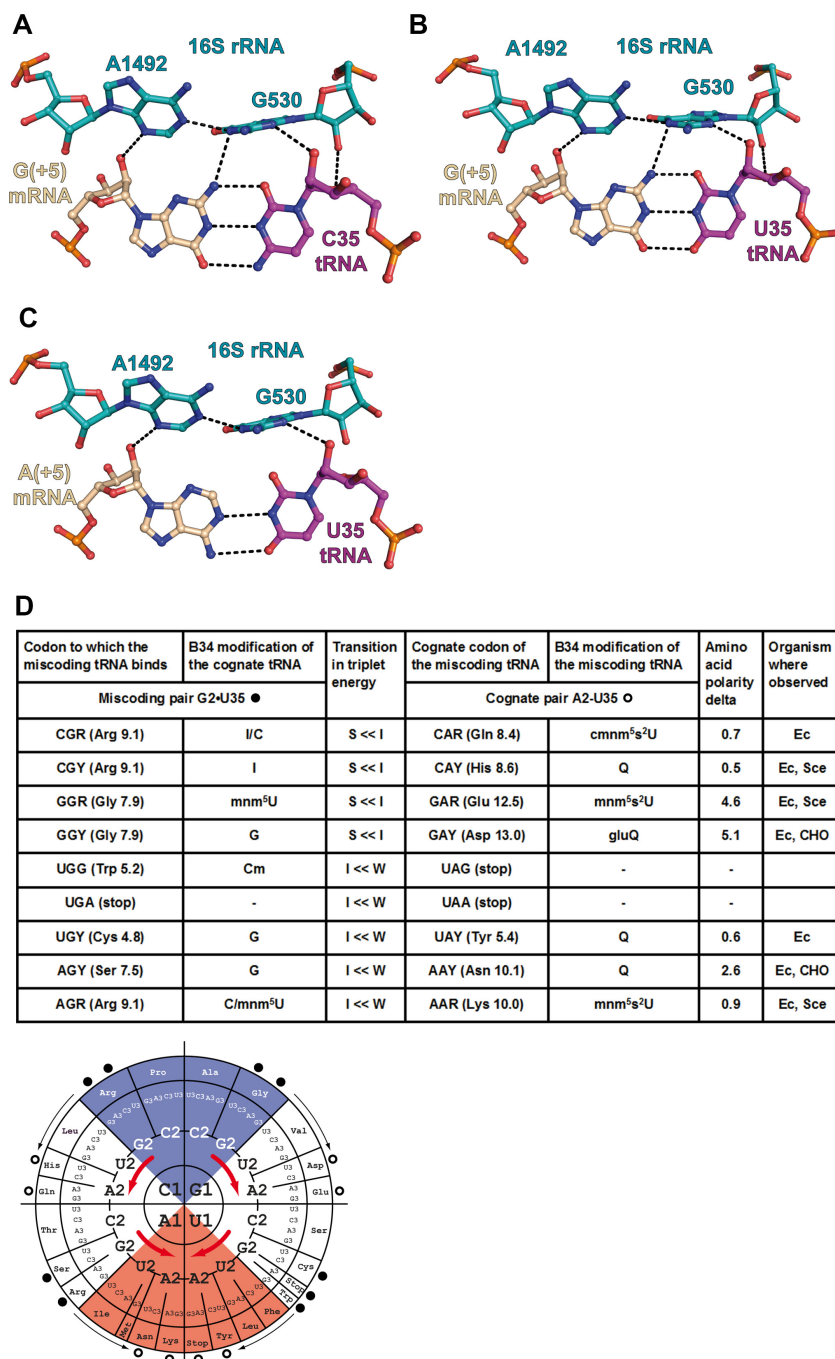 A
16S rRNA
A1492
G530
G(+5)
mRNA
C35
tRNA
B
A1492
16S rRNA
G530
G(+5)
mRNA
U35
tRNA
C
16S rRNA
A1492
G530
A(+5)
mRNA
U35
tRNA
D
Codon to which the miscoding tRNA binds | B34 modification of the cognate tRNA | Transition in triplet energy | Cognate codon of the miscoding tRNA | B34 modification of the miscoding tRNA | Amino acid polarity delta | Organism where observed
Miscoding pair G2•U35 ● | Cognate pair A2-U35 o
CGR (Arg 9.1) | I/C | S << I | CAR (Gln 8.4) | cmnm⁵s²U | 0.7 | Ec
CGY (Arg 9.1) | I | S << I | CAY (His 8.6) | Q | 0.5 | Ec, Sce
GGR (Gly 7.9) | mnm⁵U | S << I | GAR (Glu 12.5) | mnm⁵s²U | 4.6 | Ec, Sce
GGY (Gly 7.9) | G | S << I | GAY (Asp 13.0) | gluQ | 5.1 | Ec, CHO
UGG (Trp 5.2) | Cm | I << W | UAG (stop) | - | -
UGA (stop) | - | I << W | UAA (stop) | - | -
UGY (Cys 4.8) | G | I << W | UAY (Tyr 5.4) | Q | 0.6 | Ec
AGY (Ser 7.5) | G | I << W | AAY (Asn 10.1) | Q | 2.6 | Ec, CHO
AGR (Arg 9.1) | C/mnm⁵U | I << W | AAR (Lys 10.0) | mnm⁵s²U | 0.9 | Ec, Sce
Pro Ala
Arg Gly
Leu Val
His Asp
Gln Glu
Thr Ser
Ser Cys
Arg Stop
Trp
Ile Phe
Met Leu
Asn Lys Stop Tyr
C2 C2
G2 G2
U2 U2
A2 A2
C1 G1
A1 U1
C2 C2
G2 G2
U2 U2
A2 A2